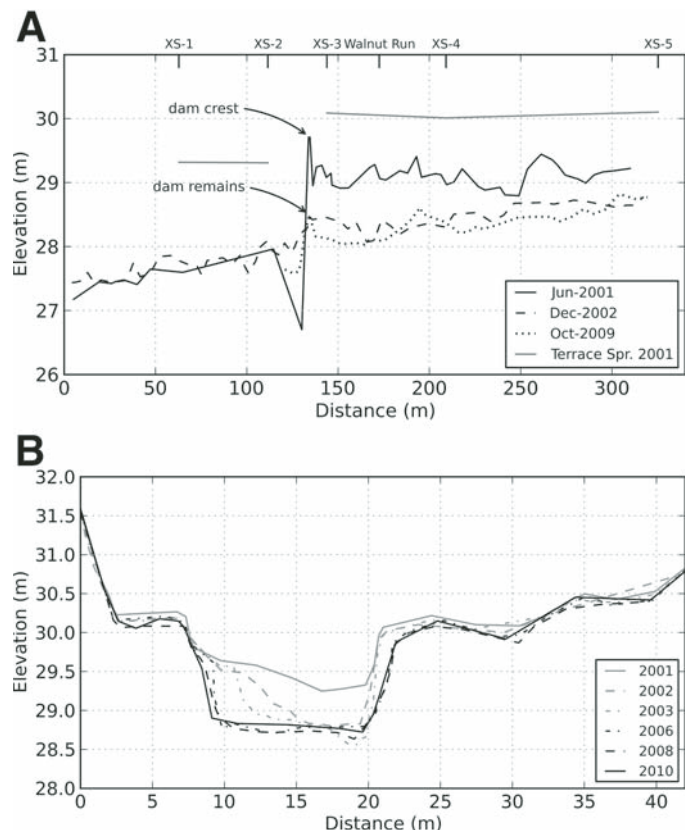 A
XS-1 XS-2 XS-3 Walnut Run XS-4 XS-5
31
30
29
28
27
26
Elevation (m)
dam crest
dam remains
Jun-2001
Dec-2002
Oct-2009
Terrace Spr. 2001
0 50 100 150 200 250 300
Distance (m)
B
32.0
31.5
31.0
30.5
30.0
29.5
29.0
28.5
28.0
Elevation (m)
2001
2002
2003
2006
2008
2010
0 5 10 15 20 25 30 35 40
Distance (m)